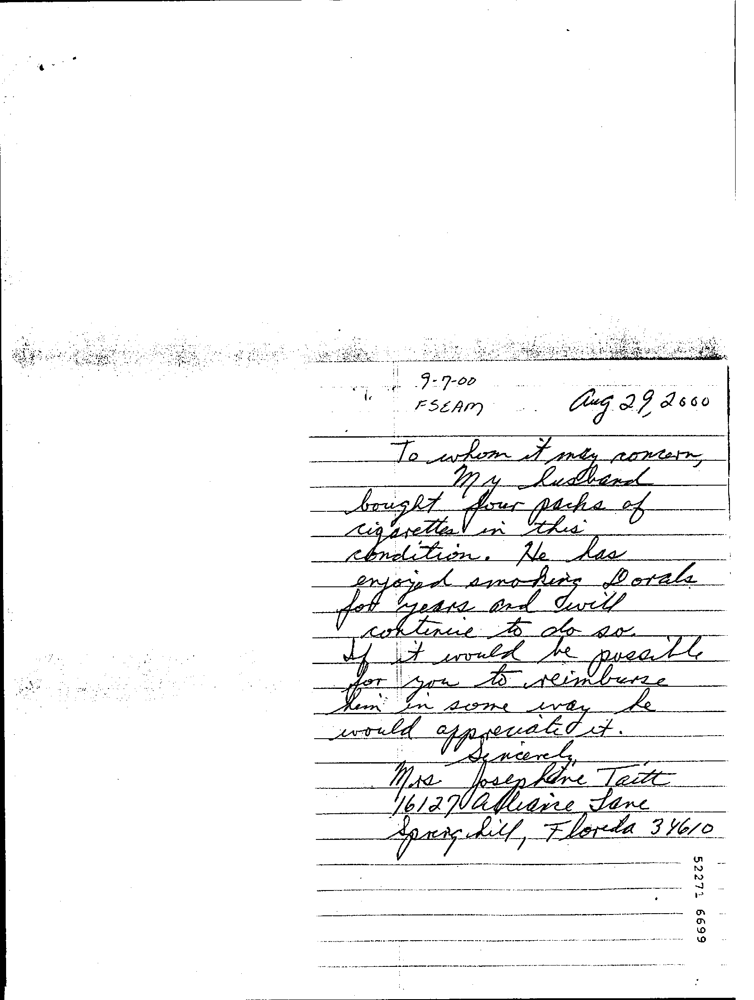 9-7-00
FSEAM
Aug 29, 2000
To whom it may concern,
My husband
bought four packs of
cigarettes in this
condition. He has
enjoyed smoking Dorals
for years and will
continue to do so.
If it would be possible
for you to reimburse
him in some way he
would appreciate it.
Sincerely,
Mrs Josephine Taitt
16127 Lane
Spring hill, Florida 34610
52271 6699